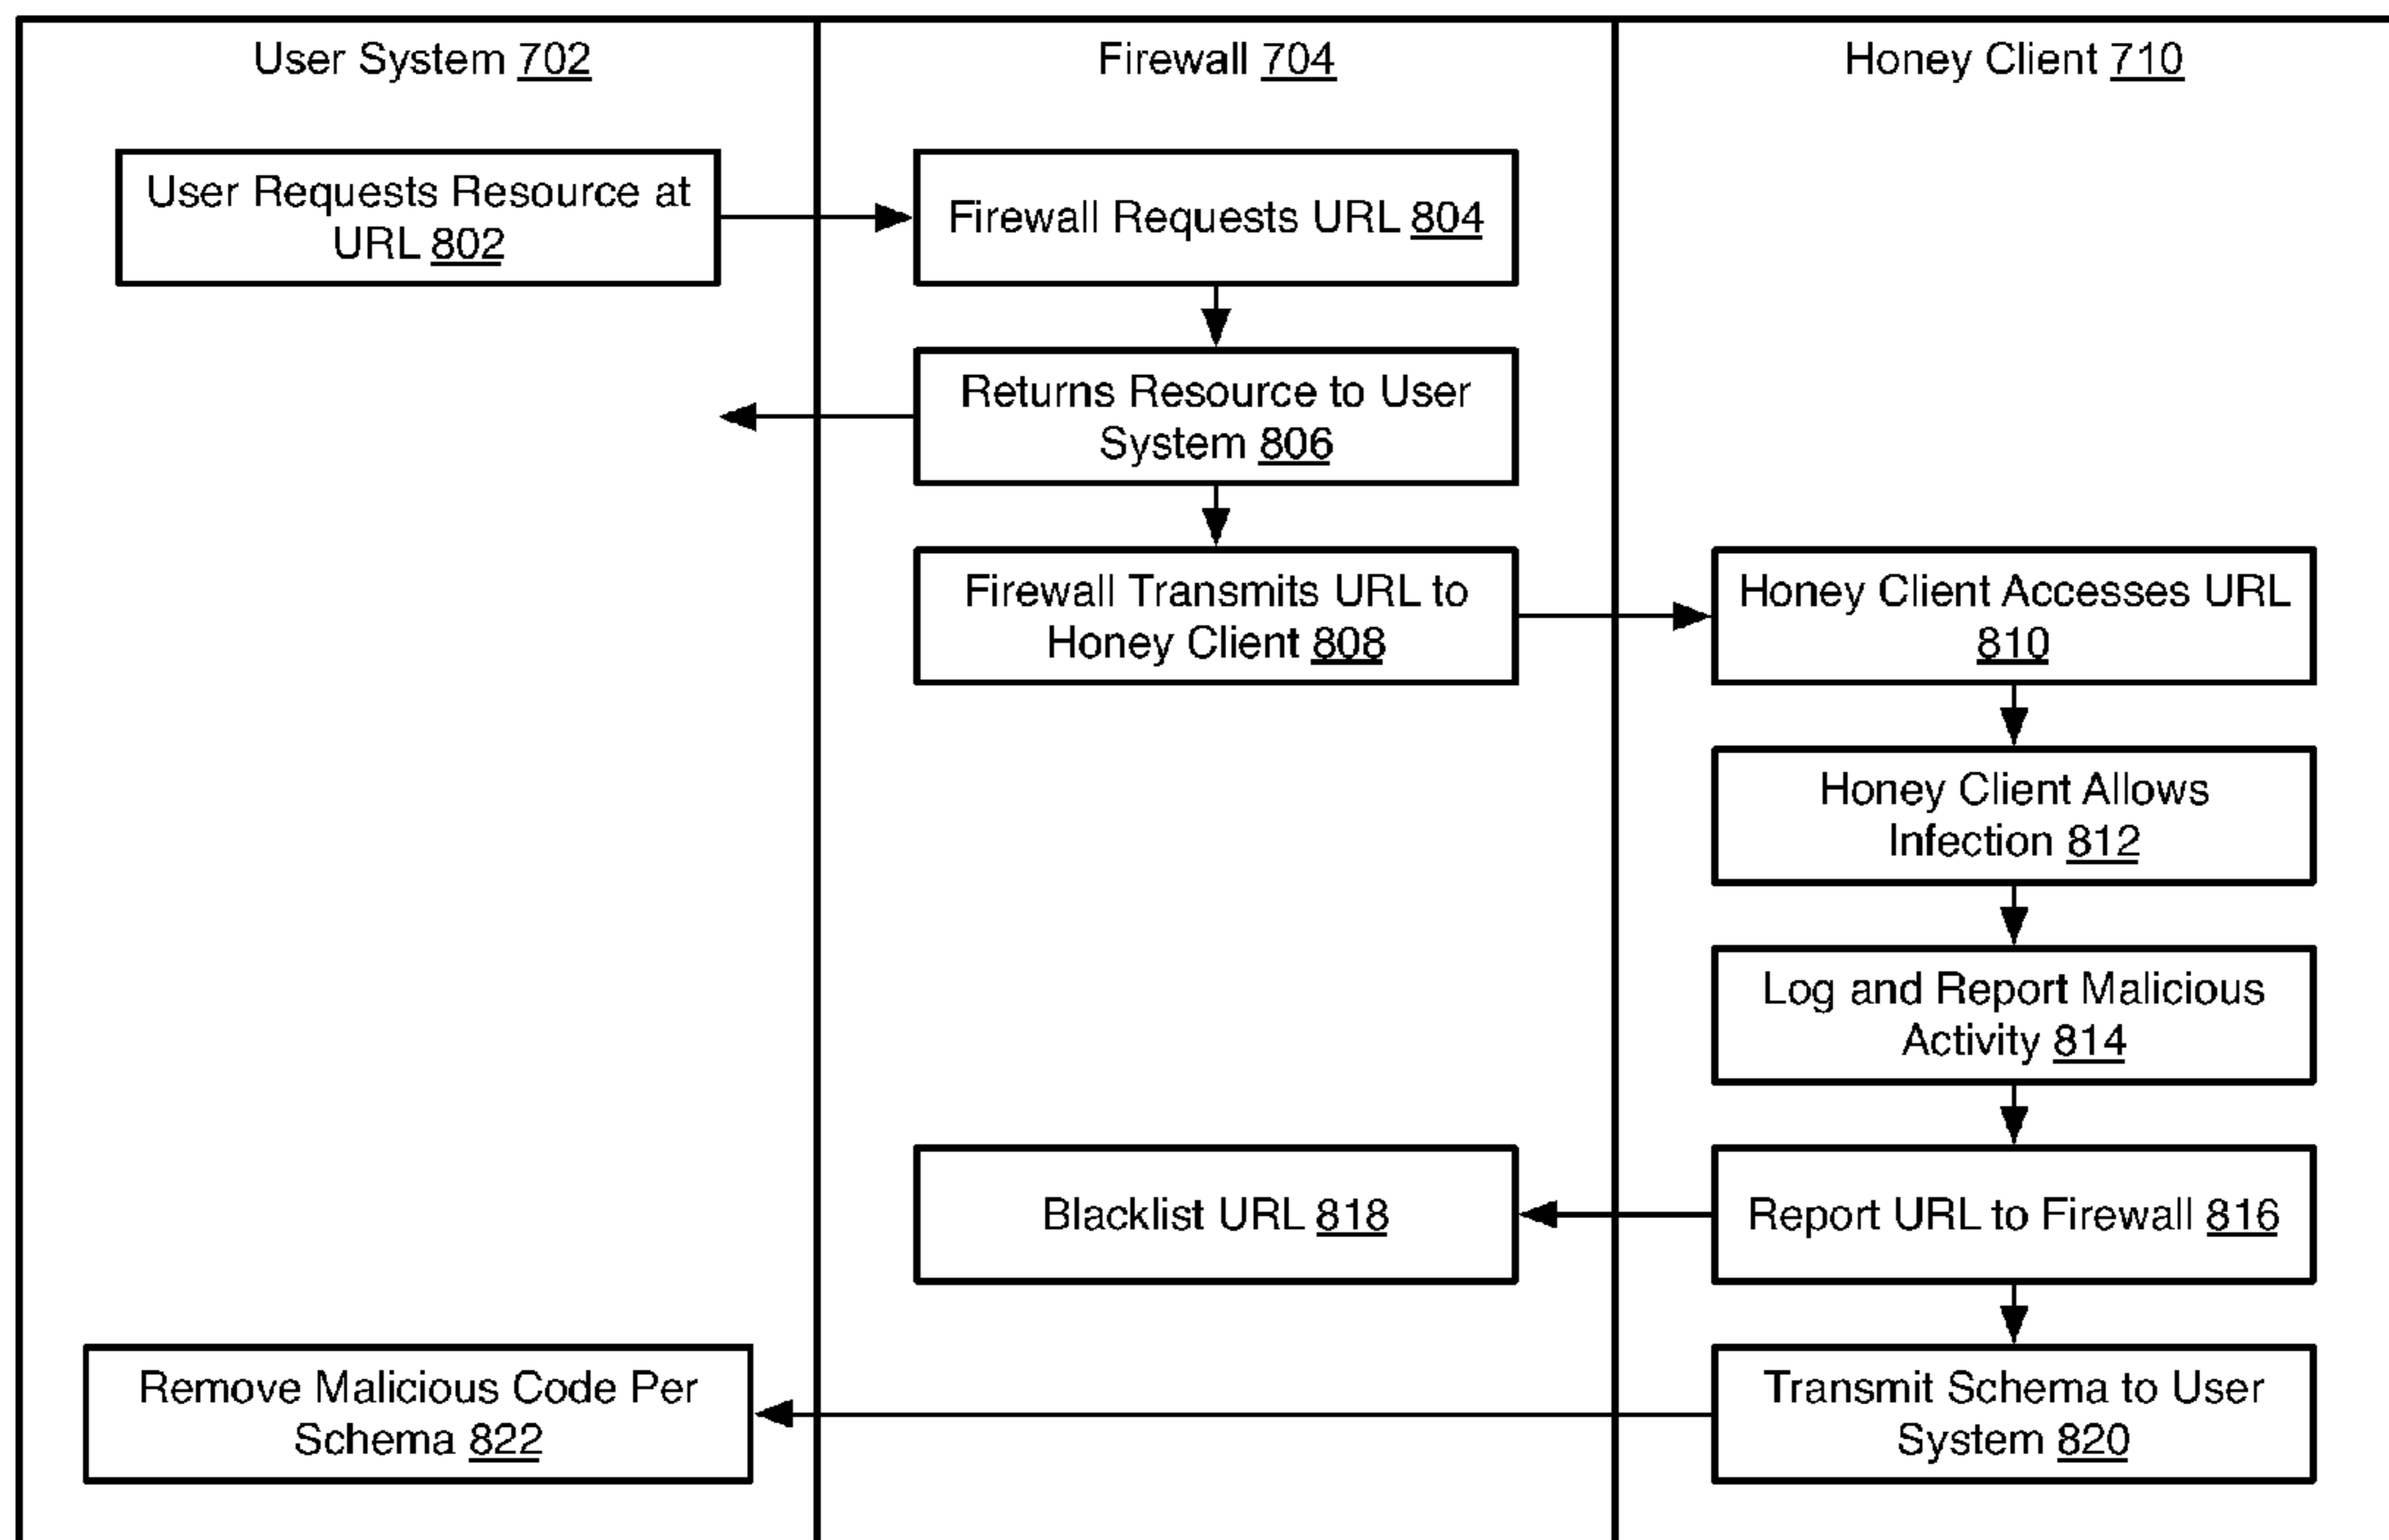 User System 702
Firewall 704
Honey Client 710
User Requests Resource at
URL 802
Firewall Requests URL 804
Returns Resource to User
System 806
Firewall Transmits URL to
Honey Client 808
Honey Client Accesses URL
810
Honey Client Allows
Infection 812
Log and Report Malicious
Activity 814
Report URL to Firewall 816
Blacklist URL 818
Transmit Schema to User
System 820
Remove Malicious Code Per
Schema 822